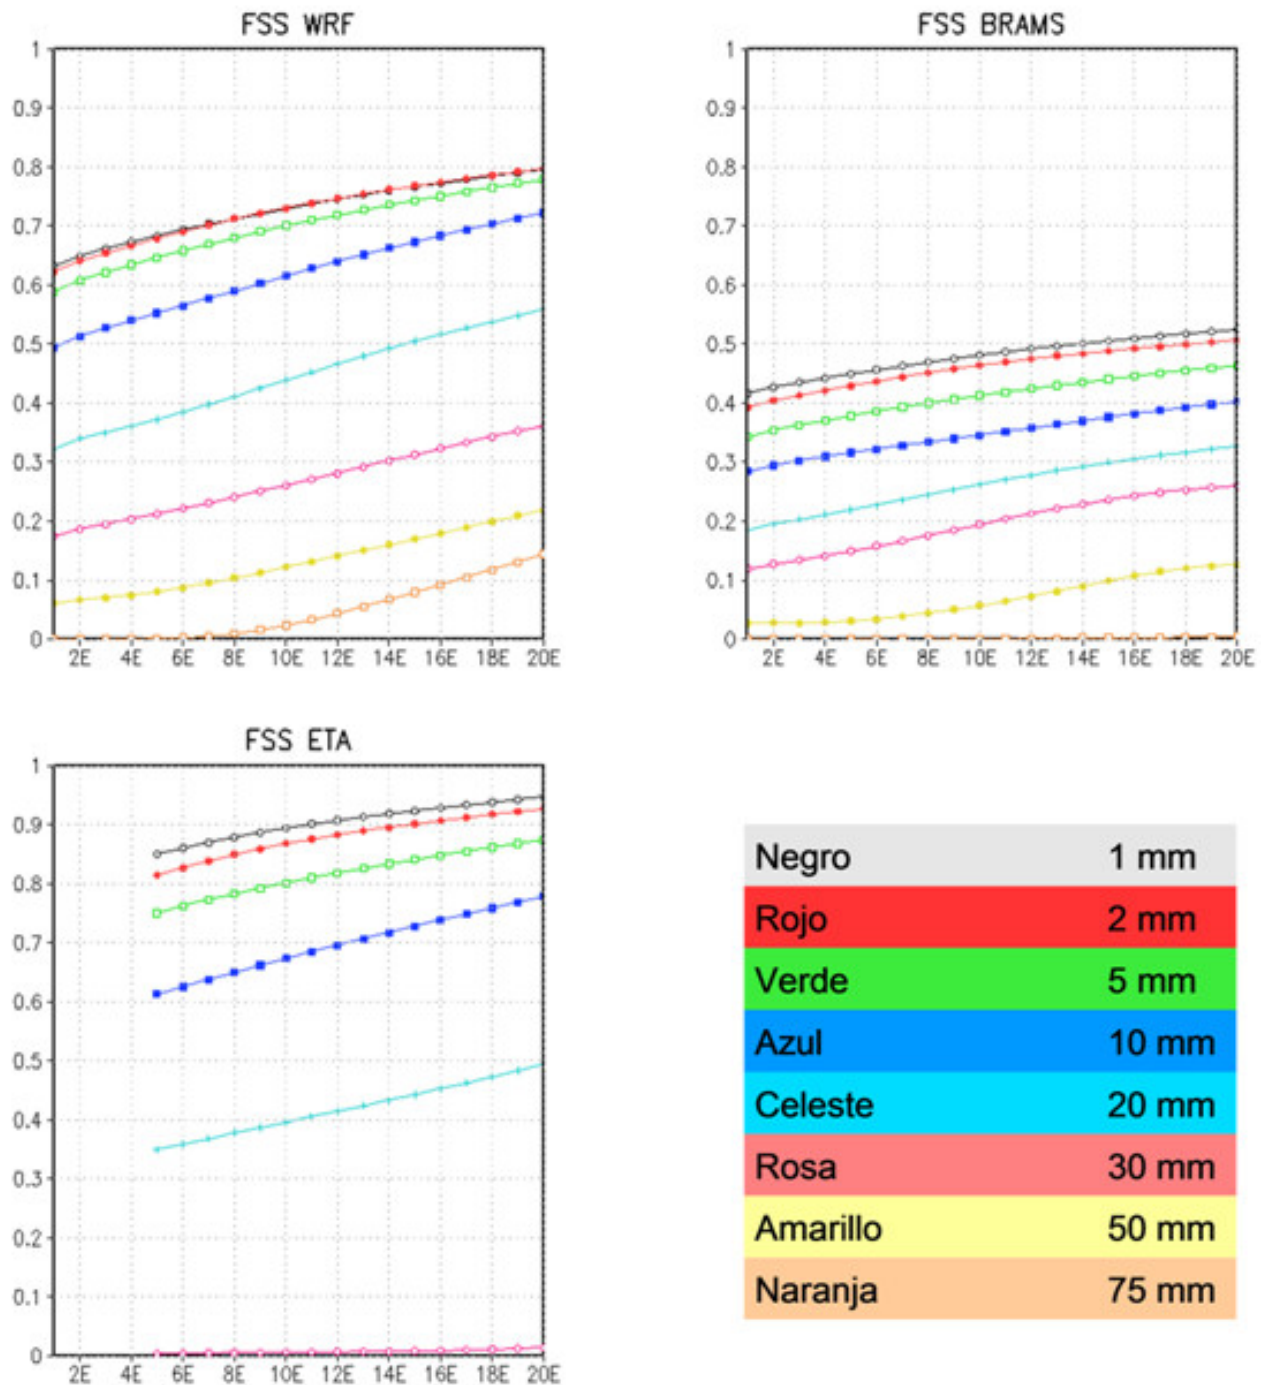 FSS WRF
1
0.9
0.8
0.7
0.6
0.5
0.4
0.3
0.2
0.1
0
2E 4E 6E 8E 10E 12E 14E 16E 18E 20E
FSS BRAMS
1
0.9
0.8
0.7
0.6
0.5
0.4
0.3
0.2
0.1
0
2E 4E 6E 8E 10E 12E 14E 16E 18E 20E
FSS ETA
1
0.9
0.8
0.7
0.6
0.5
0.4
0.3
0.2
0.1
0
2E 4E 6E 8E 10E 12E 14E 16E 18E 20E
Negro 1 mm
Rojo 2 mm
Verde 5 mm
Azul 10 mm
Celeste 20 mm
Rosa 30 mm
Amarillo 50 mm
Naranja 75 mm